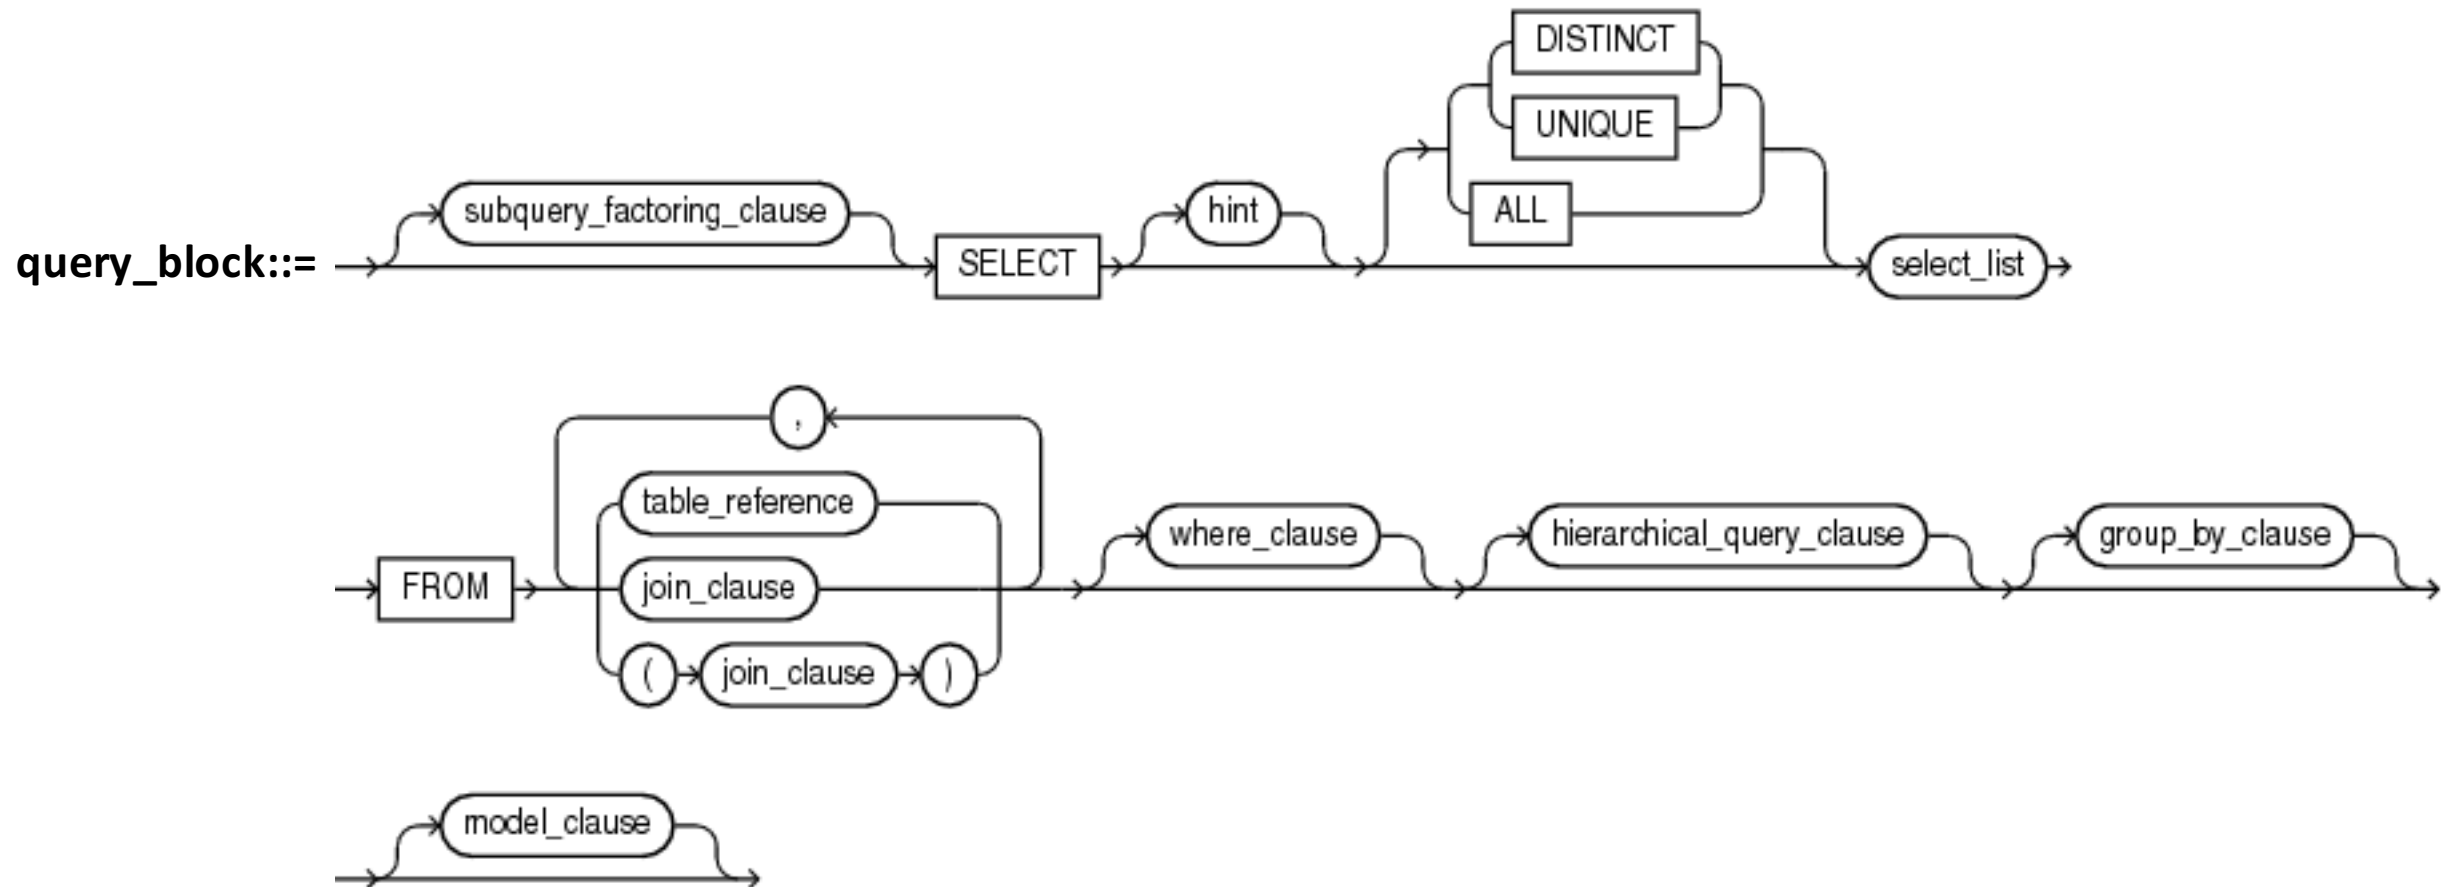 DISTINCT
UNIQUE
subquery_factoring_clause hint ALL
query_block::= SELECT select_list
,
table_reference
where_clause hierarchical_query_clause group_by_clause
FROM join_clause
( join_clause )
model_clause